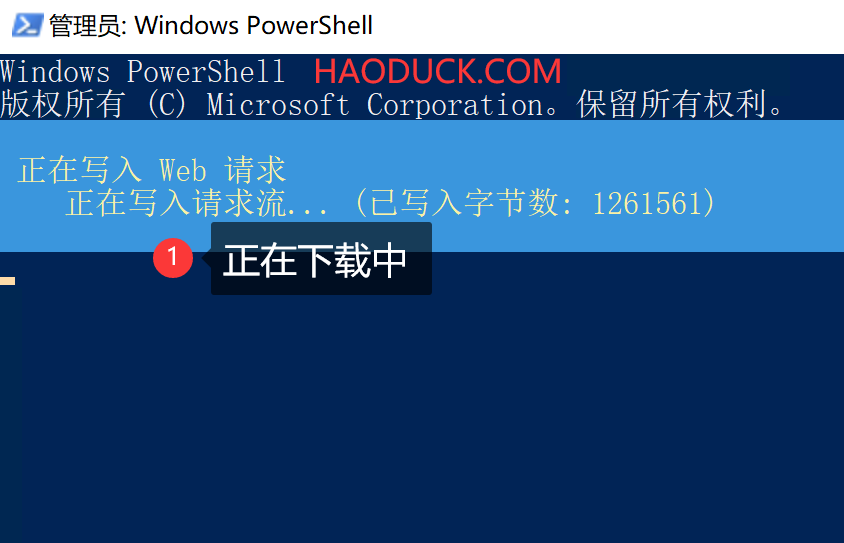 管理员: Windows PowerShell
Windows PowerShell HAODUCK.COM
版权所有 (C) Microsoft Corporation。保留所有权利。
正在写入 Web 请求
正在写入请求流... (已写入字节数: 1261561)
1 正在下载中